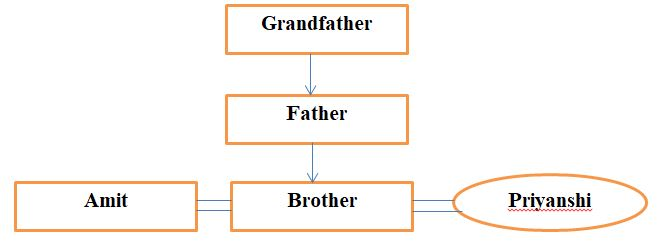 Grandfather
Father
Amit
Brother
Priyanshi